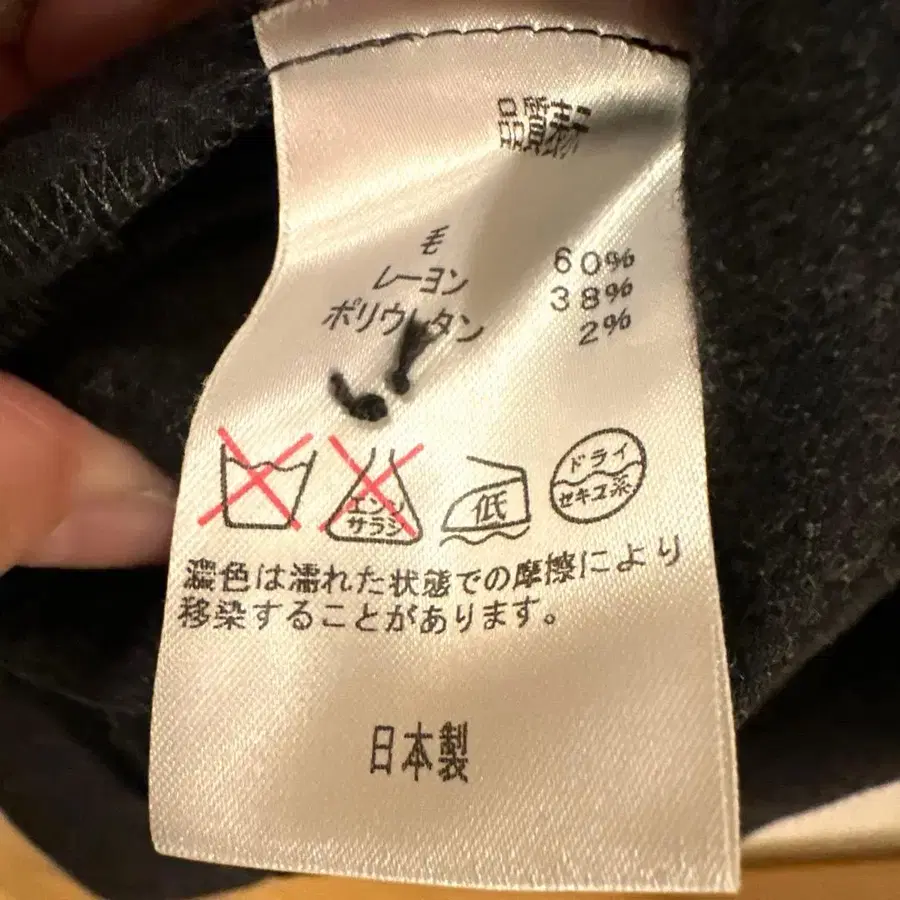 品質表示
毛 60%
レーヨン 38%
ポリウレタン 2%
エンソ
サラシ
低
ドライ
セキユ系
濃色は濡れた状態での摩擦により
移染することがあります。
日本製